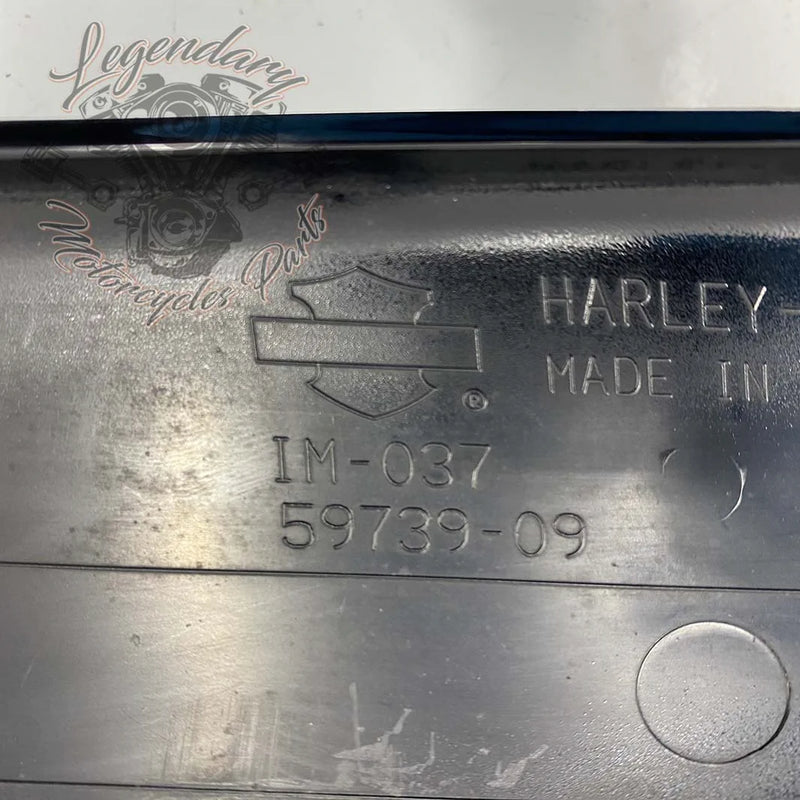 Legendary
Motorcycles Parts
HARLEY-
MADE IN
®
IM-037
59739-09